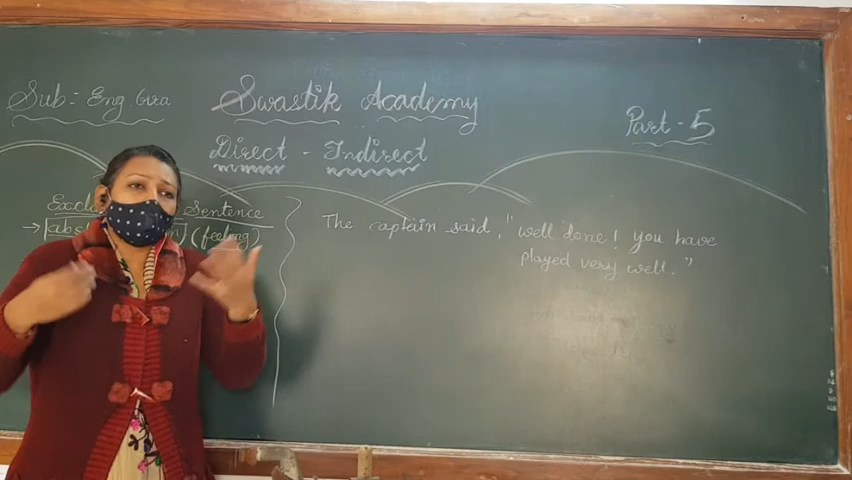 Sub:- Eng Gra
Swastik Academy
Part-5
Direct - Indirect
Sentence
(feeling)
The captain said, "well done! you have
played very well."